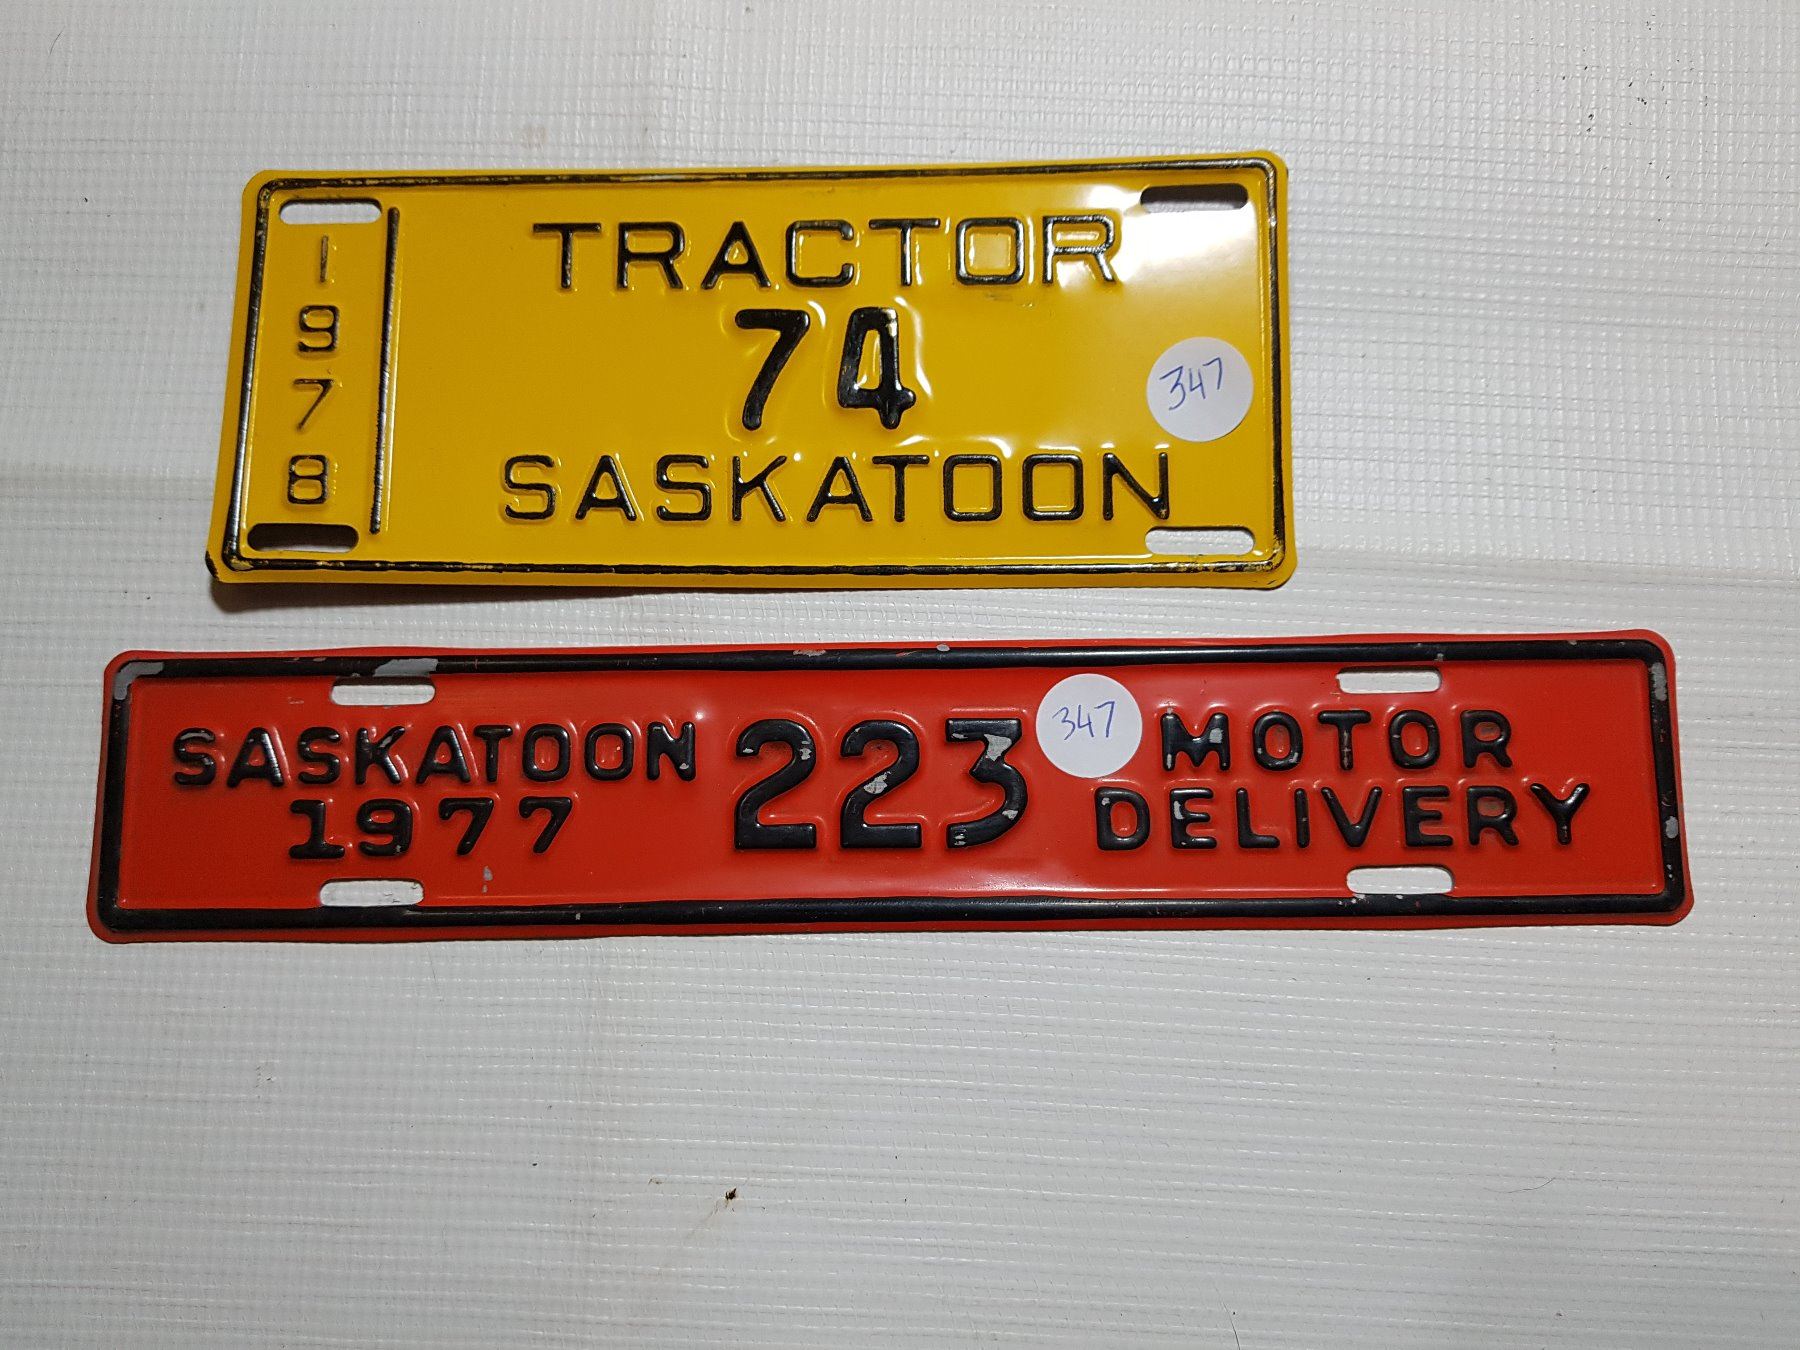 TRACTOR
1978
74
347
SASKATOON
SASKATOON
1977
223
347
MOTOR
DELIVERY